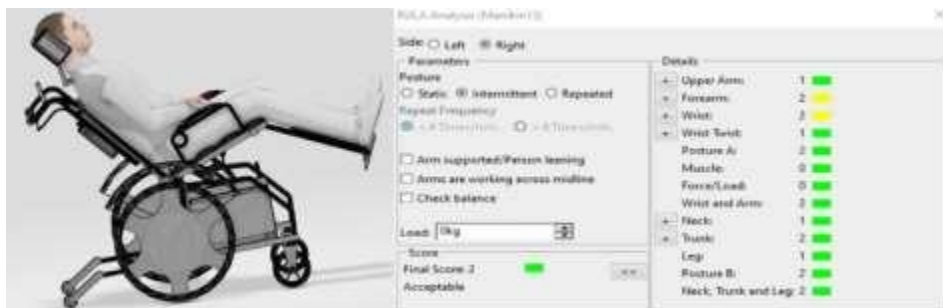 RULA Analysis (Manikin1)
Side: Left Right
Parameters
Posture
Static Intermittent Repeated
Repeat Frequency
Arm supported/Person leaning
Arms are working across midline
Check balance
Load: 0kg
Score
Final Score: 2
Acceptable
<<
Details
+ Upper Arm: 1
+ Forearm: 2
+ Wrist: 2
+ Wrist Twist: 1
Posture A: 2
Muscle: 0
Force/Load: 0
Wrist and Arm: 2
+ Neck: 1
+ Trunk: 2
Leg: 1
Posture B: 2
Neck, Trunk and Leg: 2